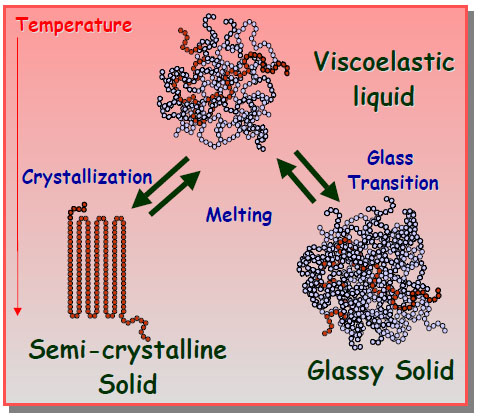 Temperature
Viscoelastic
liquid
Crystallization
Glass
Transition
Melting
Semi-crystalline
Solid
Glassy Solid